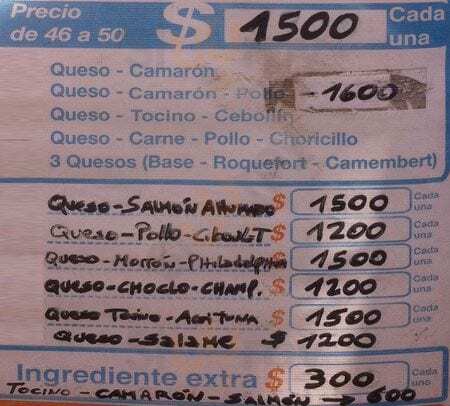 Precio de 46 a 50 $ 1500 Cada una
Queso - Camarón
Queso - Camarón - Pollo - 1600
Queso - Tocino - Cebollín
Queso - Carne - Pollo - Choricillo
3 Quesos (Base - Roquefort - Camembert)
Queso - Salmón Ahumado $ 1500 Cada una
Queso - Pollo - Ciboulet $ 1200 Cada una
Queso - Morrón - Philadelphia $ 1500 Cada una
Queso - Choclo - Champ. $ 1200 Cada una
Queso Tocino - Aceituna $ 1500 Cada una
Queso - Salame $ 1200
Ingrediente extra $ 300 Cada uno
Tocino - Camarón - Salmón → 600